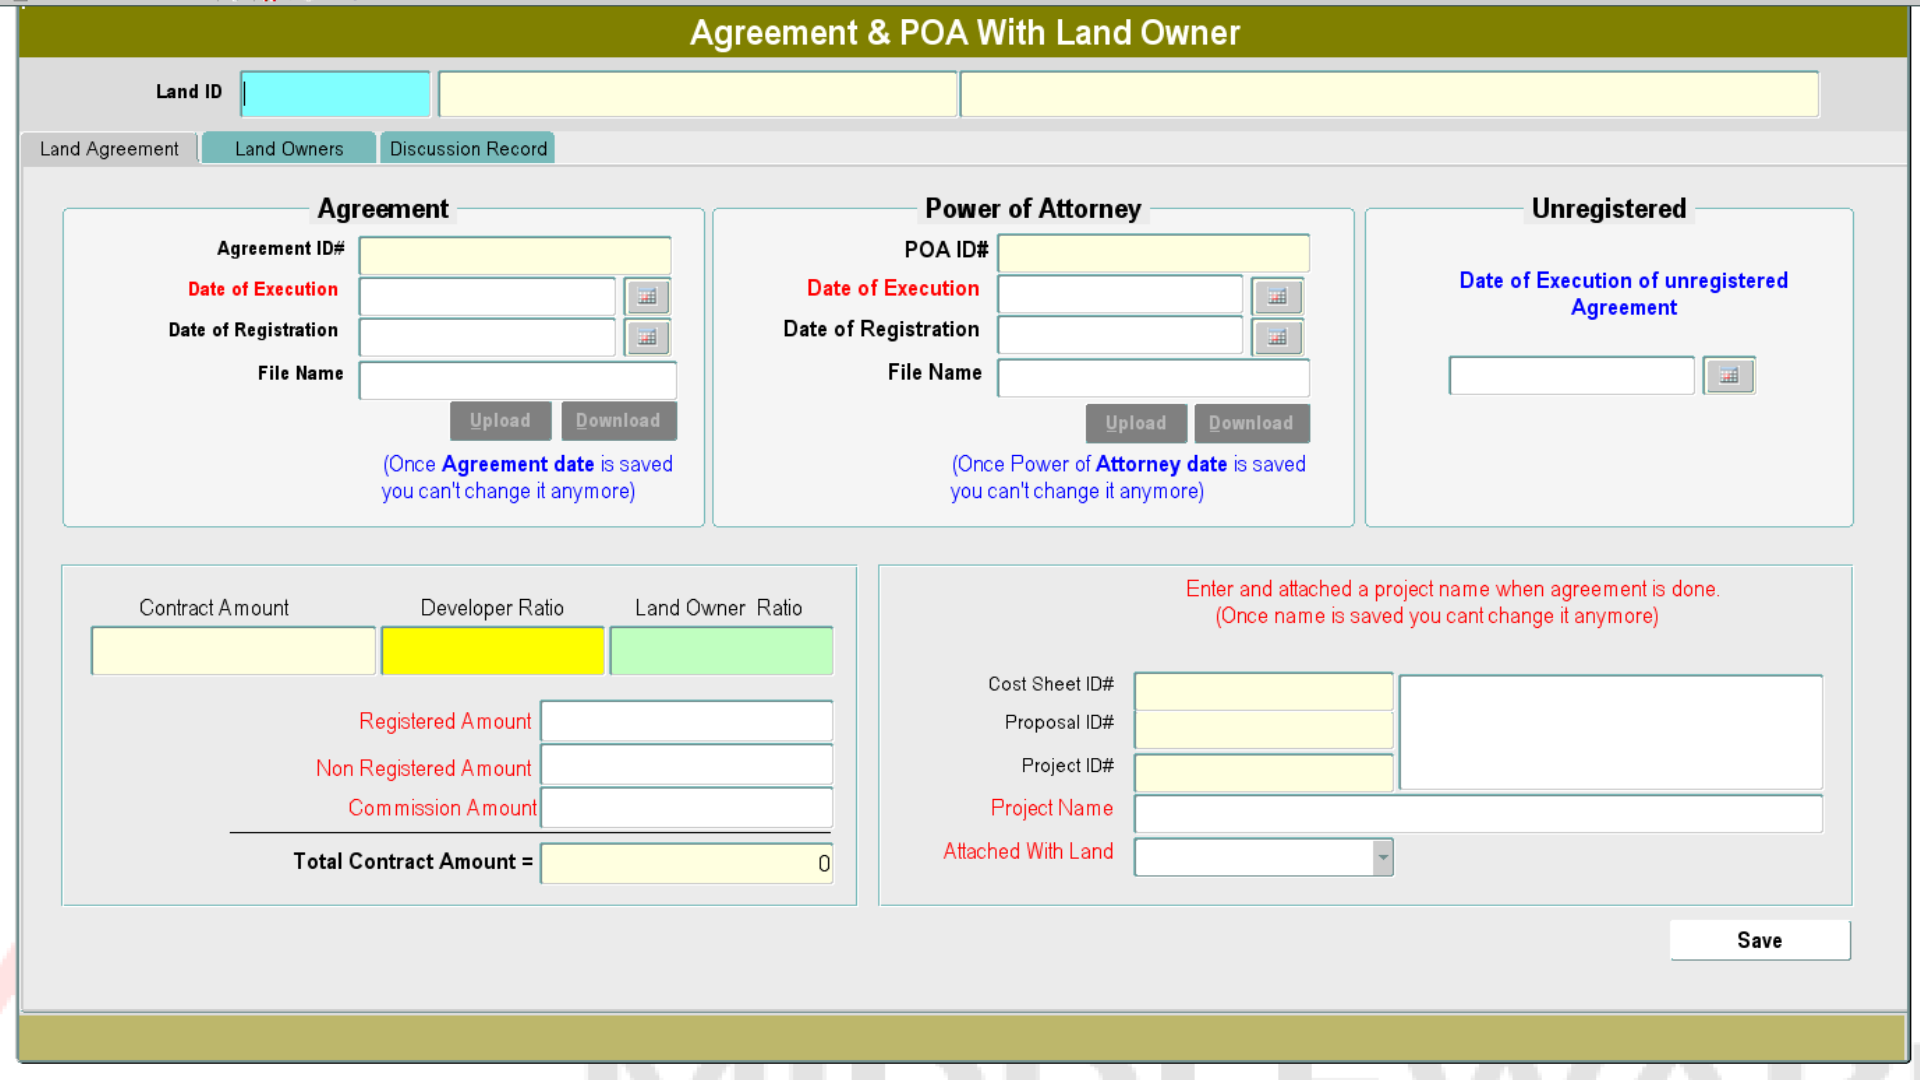 Agreement & POA With Land Owner
Land ID
Land Agreement
Land Owners
Discussion Record
Agreement
Agreement ID#
Date of Execution
Date of Registration
File Name
Upload
Download
(Once Agreement date is saved
you can't change it anymore)
Power of Attorney
POA ID#
Date of Execution
Date of Registration
File Name
Upload
Download
(Once Power of Attorney date is saved
you can't change it anymore)
Unregistered
Date of Execution of unregistered
Agreement
Contract Amount
Developer Ratio
Land Owner Ratio
Registered Amount
Non Registered Amount
Commission Amount
Total Contract Amount =
0
Enter and attached a project name when agreement is done.
(Once name is saved you cant change it anymore)
Cost Sheet ID#
Proposal ID#
Project ID#
Project Name
Attached With Land
Save